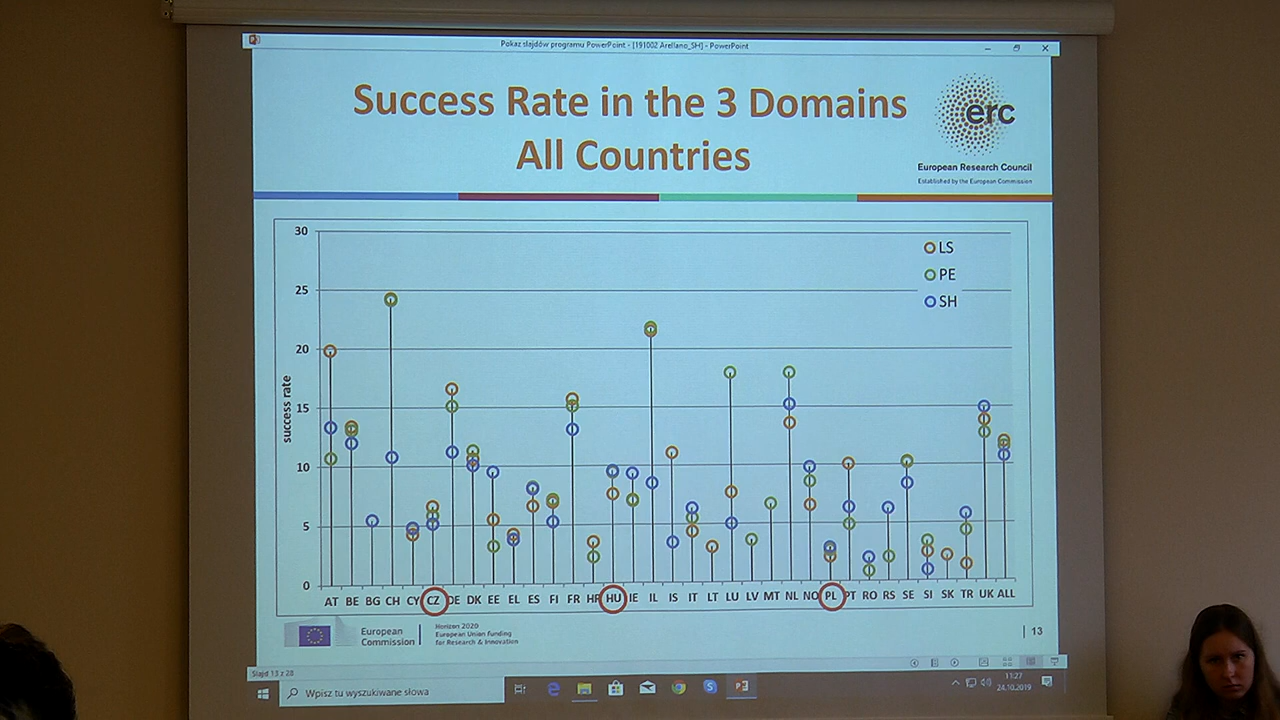 Pokaz slajdów programu PowerPoint - [191002 Arellano_SH] - PowerPoint
Success Rate in the 3 Domains
All Countries
erc
European Research Council
Established by the European Commission
30
25
20
15
10
5
0
success rate
LS
PE
SH
AT BE BG CH CY CZ DE DK EE EL ES FI FR HR HU IE IL IS IT LT LU LV MT NL NO PL PT RO RS SE SI SK TR UK ALL
European
Commission
Horizon 2020
European Union funding
for Research & Innovation
13
Slajd 13 z 28
Wpisz tu wyszukiwane słowa
11:27
24.10.2019